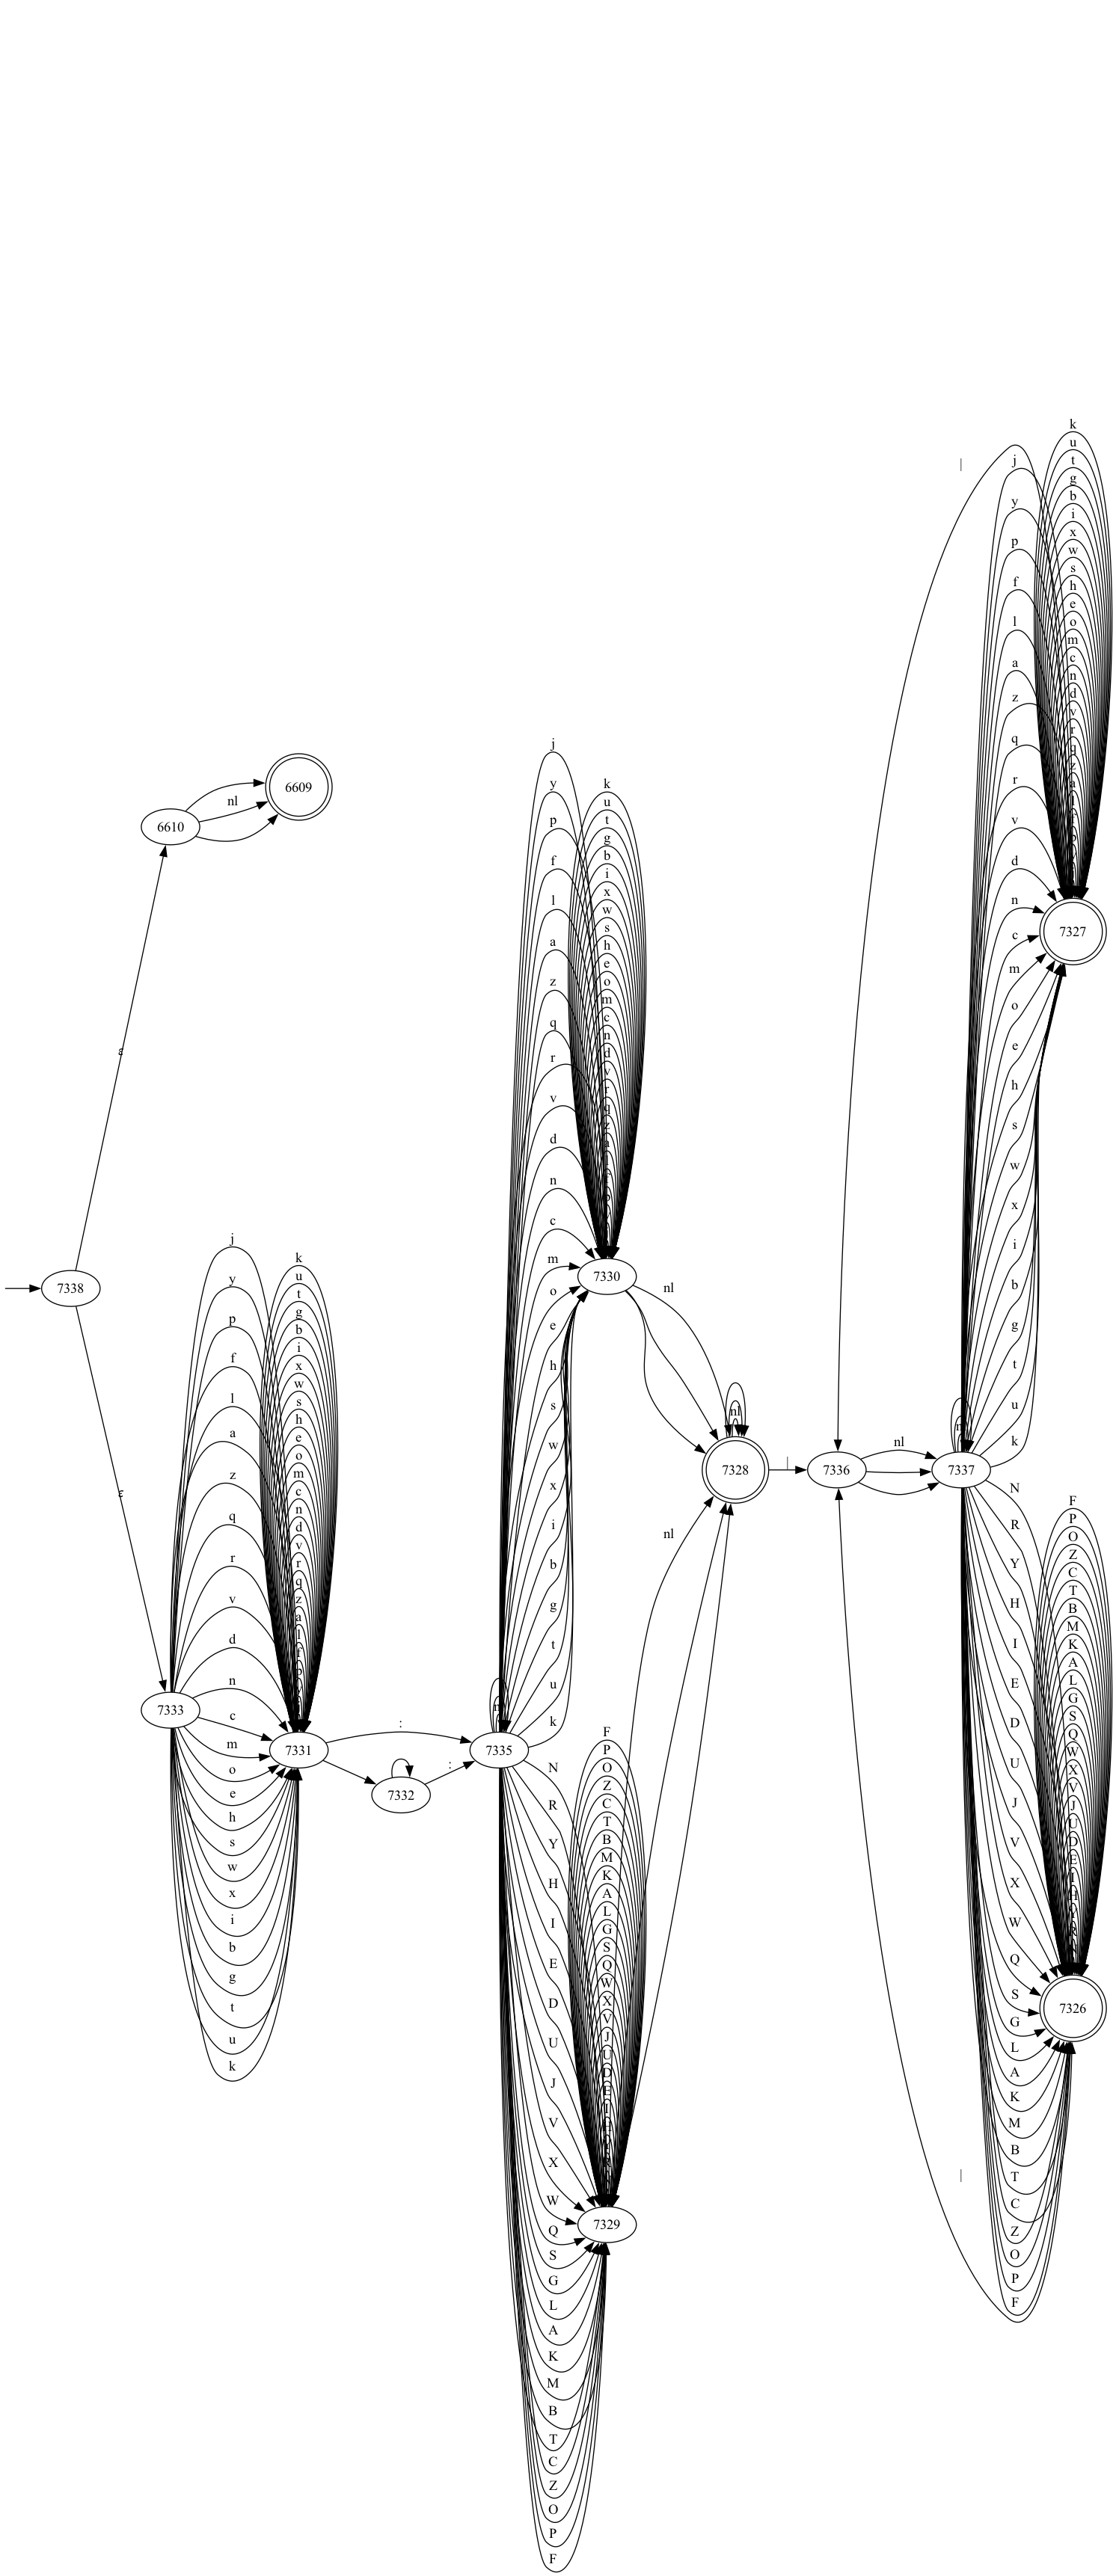 7338
ε
ε
6610
nl
6609
7333
j
y
p
f
l
a
z
q
r
v
d
n
c
m
o
e
h
s
w
x
i
b
g
t
u
k
7331
k
u
t
g
b
i
x
w
s
h
e
o
m
c
n
d
v
r
q
z
a
l
f
:
7332
:
7335
j
y
p
f
l
a
z
q
r
v
d
n
c
m
o
e
h
s
w
x
i
b
g
t
u
k
7330
k
u
t
g
b
i
x
w
s
h
e
o
m
c
n
d
v
r
q
z
a
N
R
Y
H
I
E
D
U
J
V
X
W
Q
S
G
L
A
K
M
B
T
C
Z
O
P
F
7329
F
P
O
Z
C
T
B
M
K
A
L
G
S
Q
W
X
V
J
U
D
E
I
H
nl
nl
nl
7328
|
7336
nl
7337
|
|
j
y
p
f
l
a
z
q
r
v
d
n
c
m
o
e
h
s
w
x
i
b
g
t
u
k
7327
k
u
t
g
b
i
x
w
s
h
e
o
m
c
n
d
v
r
q
z
a
N
R
Y
H
I
E
D
U
J
V
X
W
Q
S
G
L
A
K
M
B
T
C
Z
O
P
F
7326
F
P
O
Z
C
T
B
M
K
A
L
G
S
Q
W
X
V
J
U
D
E
I
H